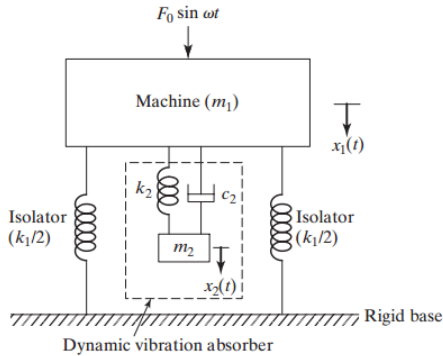 F₀ sin ωt
Machine (m₁)
x₁(t)
k₂
c₂
Isolator
(k₁/2)
Isolator
(k₁/2)
m₂
x₂(t)
Rigid base
Dynamic vibration absorber